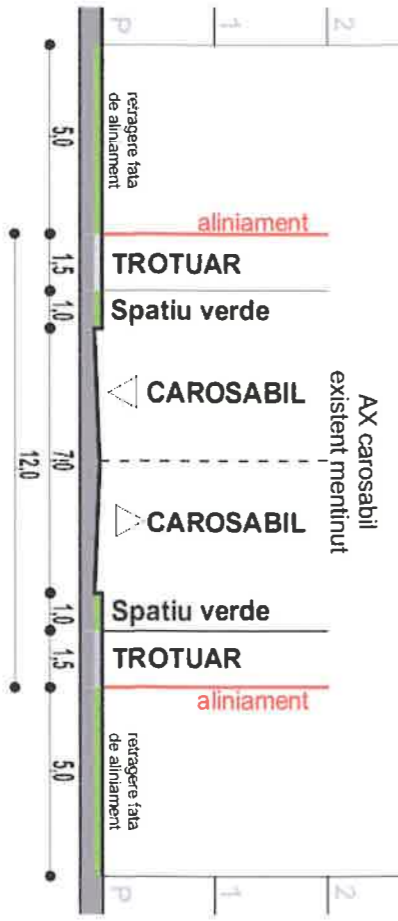 P 1 2
5,0
retragere fata
de aliniament
aliniament
1,5
TROTUAR
1,0
Spatiu verde
CAROSABIL
AX carosabil
existent mentinut
7,0
12,0
CAROSABIL
1,0
Spatiu verde
1,5
TROTUAR
aliniament
5,0
retragere fata
de aliniament
P 1 2